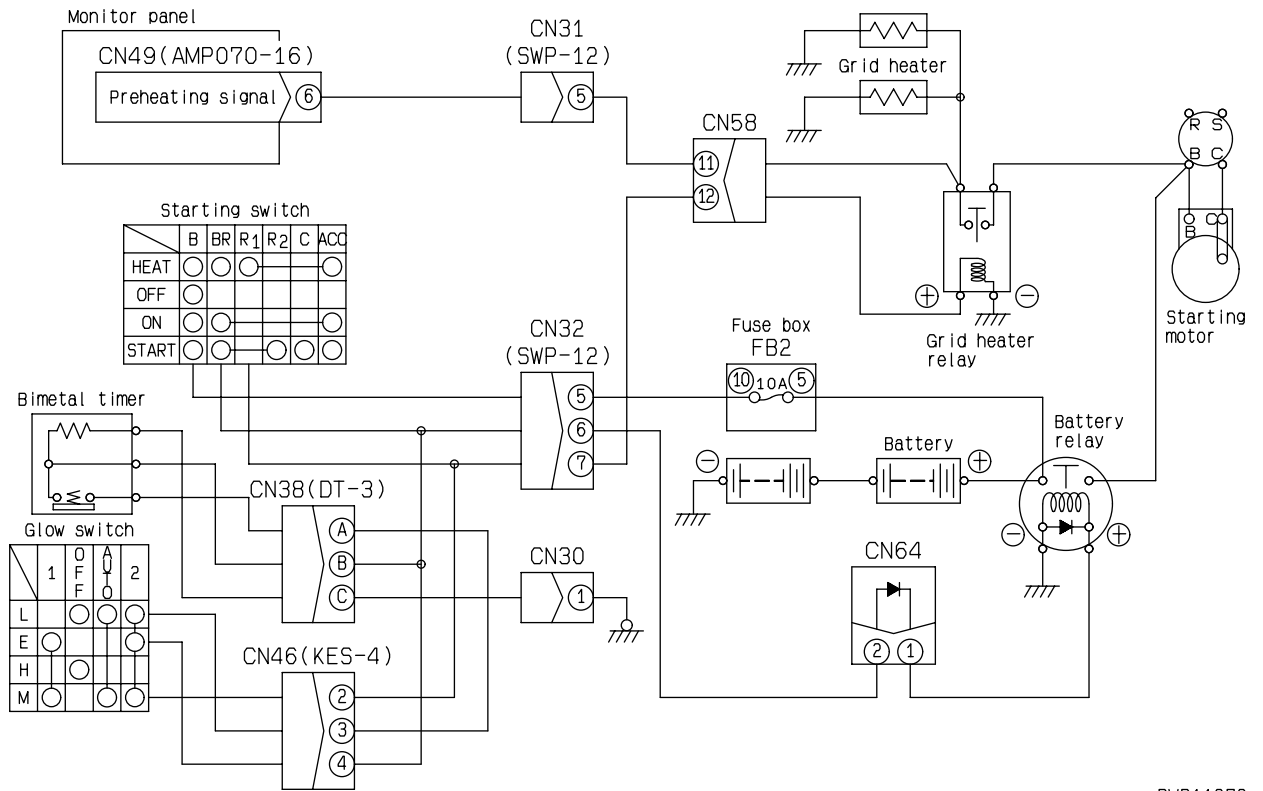 Monitor panel
CN49(AMP070-16)
Preheating signal
6
CN31
(SWP-12)
5
Grid heater
CN58
11
12
R S
B C
B C
Starting
motor
Starting switch
B BR R1 R2 C ACC
HEAT
OFF
ON
START
+
−
Grid heater
relay
CN32
(SWP-12)
5
6
7
Fuse box
FB2
10 10A 5
Bimetal timer
Battery
relay
−
Battery
+
−
+
CN38(DT-3)
A
B
C
Glow switch
1 OFF AUTO 2
L
E
H
M
CN30
1
CN64
2 1
CN46(KES-4)
2
3
4